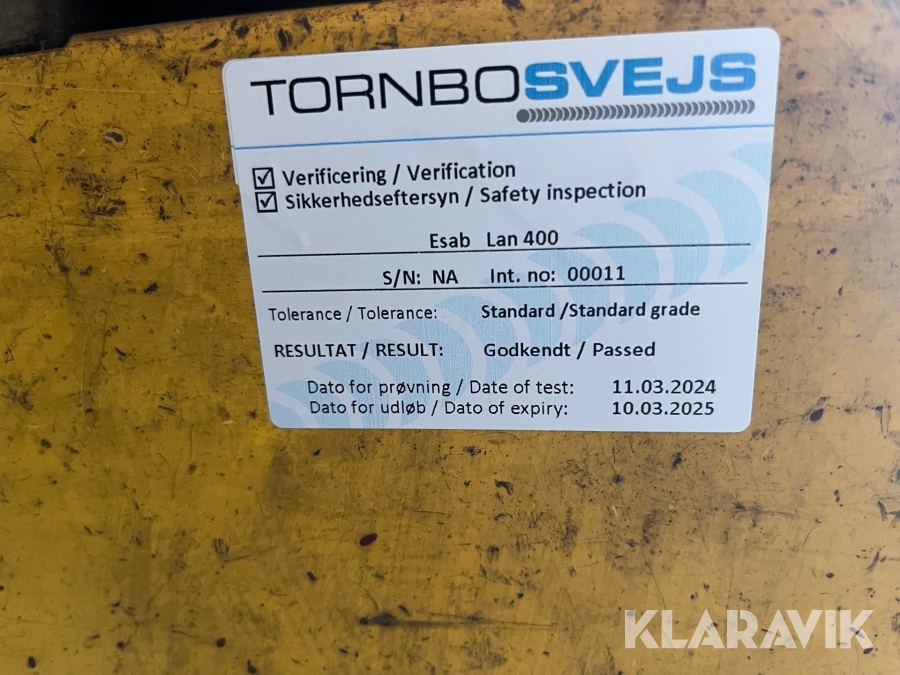 TORNBOSVEJS
Verificering / Verification
Sikkerhedseftersyn / Safety inspection
Esab Lan 400
S/N: NA Int. no: 00011
Tolerance / Tolerance: Standard /Standard grade
RESULTAT / RESULT: Godkendt / Passed
Dato for prøvning / Date of test: 11.03.2024
Dato for udløb / Dato of expiry: 10.03.2025
KLARAVIK